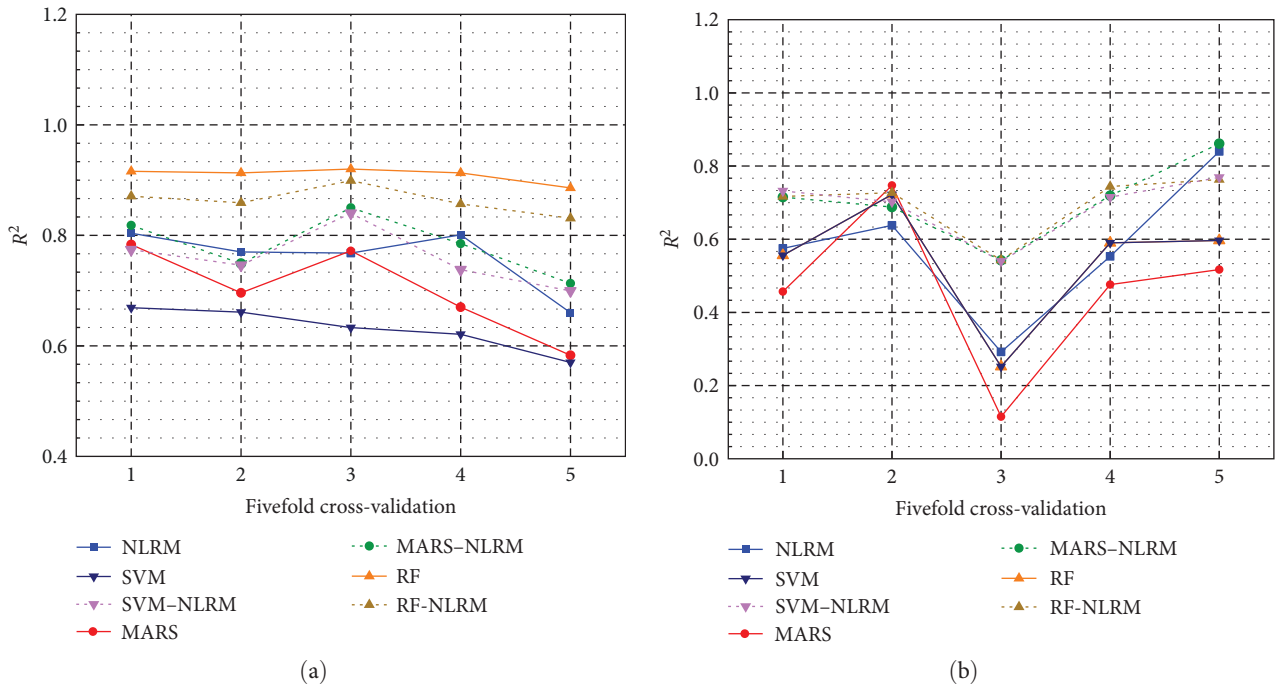 1.2
1.0
0.8
0.6
0.4
R²
1 2 3 4 5
Fivefold cross-validation
NLRM
SVM
SVM–NLRM
MARS
MARS–NLRM
RF
RF-NLRM
(a)
1.2
1.0
0.8
0.6
0.4
0.2
0.0
R²
1 2 3 4 5
Fivefold cross-validation
NLRM
SVM
SVM–NLRM
MARS
MARS–NLRM
RF
RF-NLRM
(b)